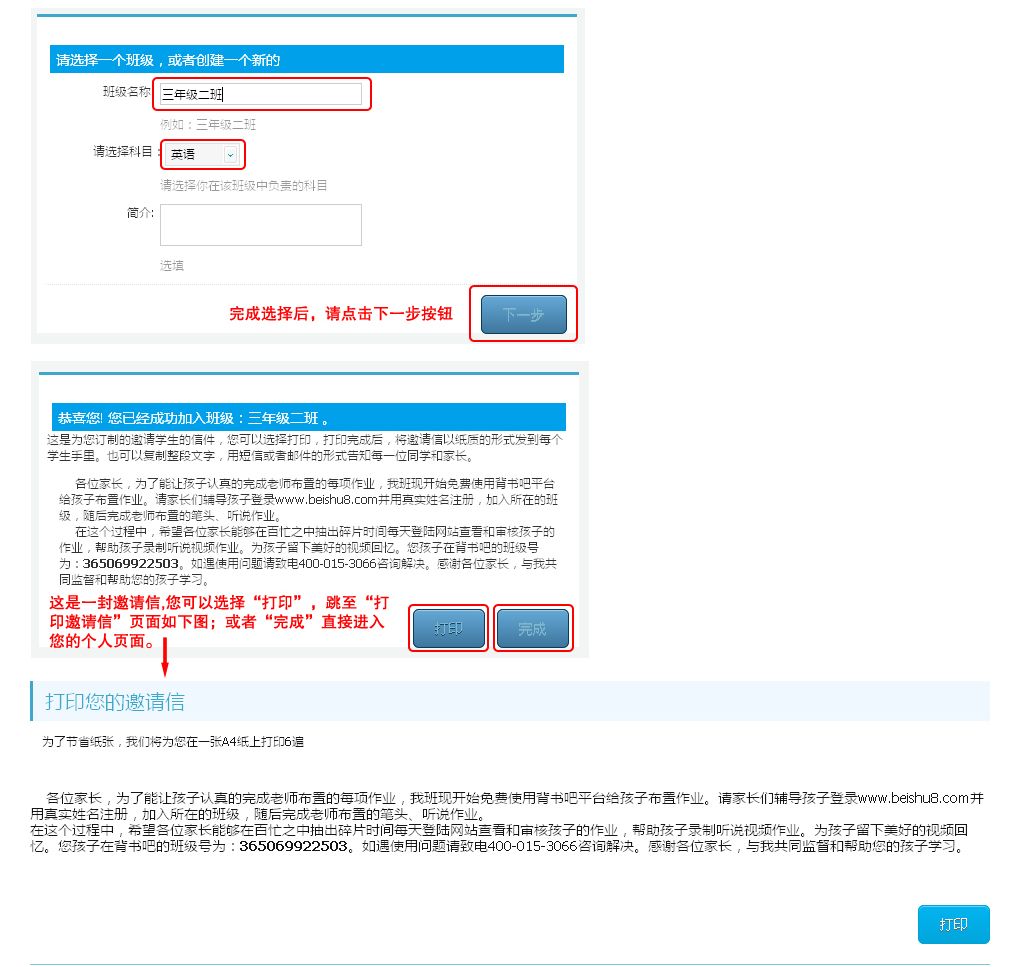 请选择一个班级，或者创建一个新的
班级名称
三年级二班
例如：三年级二班
请选择科目：
英语
请选择你在该班级中负责的科目
简介:
选填
完成选择后，请点击下一步按钮
下一步
恭喜您! 您已经成功加入班级：三年级二班 。
这是为您订制的邀请学生的信件，您可以选择打印，打印完成后，将邀请信以纸质的形式发到每个
学生手里。也可以复制整段文字，用短信或者邮件的形式告知每一位同学和家长。
各位家长，为了能让孩子认真的完成老师布置的每项作业，我班现开始免费使用背书吧平台
给孩子布置作业。请家长们辅导孩子登录www.beishu8.com并用真实姓名注册，加入所在的班
级，随后完成老师布置的笔头、听说作业。
在这个过程中，希望各位家长能够在百忙之中抽出碎片时间每天登陆网站查看和审核孩子的
作业，帮助孩子录制听说视频作业。为孩子留下美好的视频回忆。您孩子在背书吧的班级号
为：365069922503。如遇使用问题请致电400-015-3066咨询解决。感谢各位家长，与我共
同监督和帮助您的孩子学习。
这是一封邀请信,您可以选择“打印”，跳至“打
印邀请信”页面如下图；或者“完成”直接进入
您的个人页面。
打印
完成
打印您的邀请信
为了节省纸张，我们将为您在一张A4纸上打印6遍
各位家长，为了能让孩子认真的完成老师布置的每项作业，我班现开始免费使用背书吧平台给孩子布置作业。请家长们辅导孩子登录www.beishu8.com并
用真实姓名注册，加入所在的班级，随后完成老师布置的笔头、听说作业。
在这个过程中，希望各位家长能够在百忙之中抽出碎片时间每天登陆网站查看和审核孩子的作业，帮助孩子录制听说视频作业。为孩子留下美好的视频回
忆。您孩子在背书吧的班级号为：365069922503。如遇使用问题请致电400-015-3066咨询解决。感谢各位家长，与我共同监督和帮助您的孩子学习。
打印